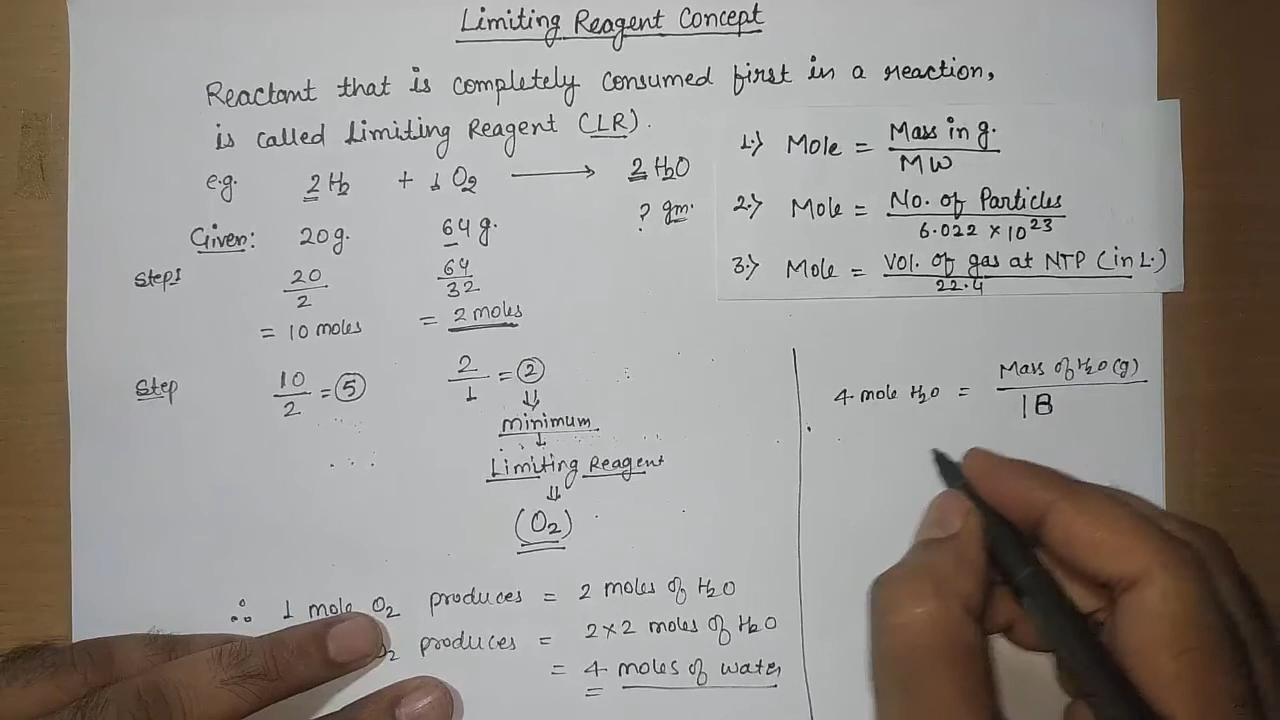 Limiting Reagent Concept
Reactant that is completely consumed first in a reaction,
is called Limiting Reagent (LR).
e.g. 2H₂ + 1O₂ ⟶ 2H₂O
Given: 20g. 64g. ? gm.
Steps 20/2 64/32
= 10 moles = 2 moles
Step 10/2 = 5 2/1 = 2
⇓
minimum
↓
Limiting Reagent
⇓
(O₂)
∴ 1 mole O₂ produces = 2 moles of H₂O
O₂ produces = 2×2 moles of H₂O
= 4 moles of water
1.> Mole = Mass in g. / MW
2.> Mole = No. of Particles / 6.022 × 10²³
3.> Mole = Vol. of gas at NTP (in L.) / 22.4
4 mole H₂O = Mass of H₂O (g) / 18